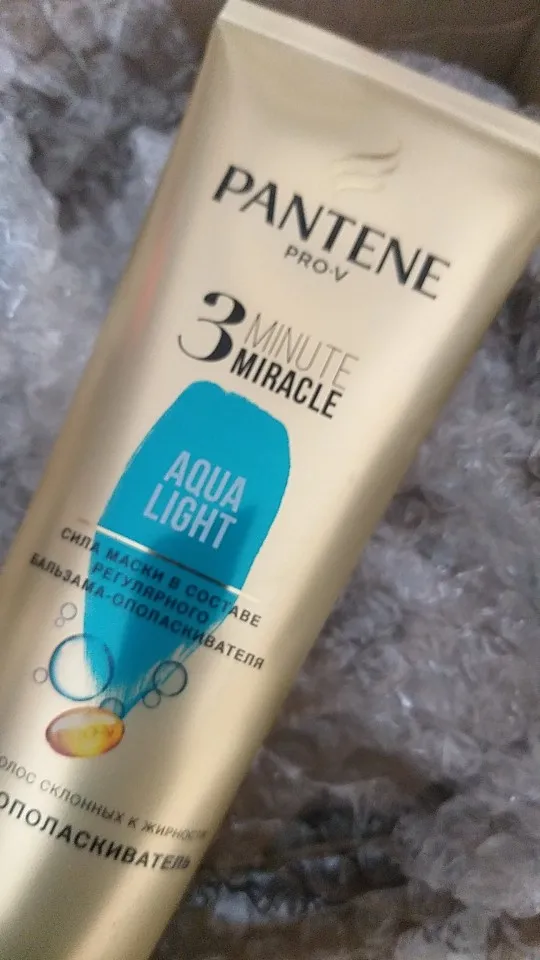 PANTENE
PRO-V
3 MINUTE
MIRACLE
AQUA
LIGHT
СИЛА МАСКИ В СОСТАВЕ
РЕГУЛЯРНОГО
БАЛЬЗАМА-ОПОЛАСКИВАТЕЛЯ
ОЛОС СКЛОННЫХ К ЖИРНОСТИ
ОПОЛАСКИВАТЕЛЬ